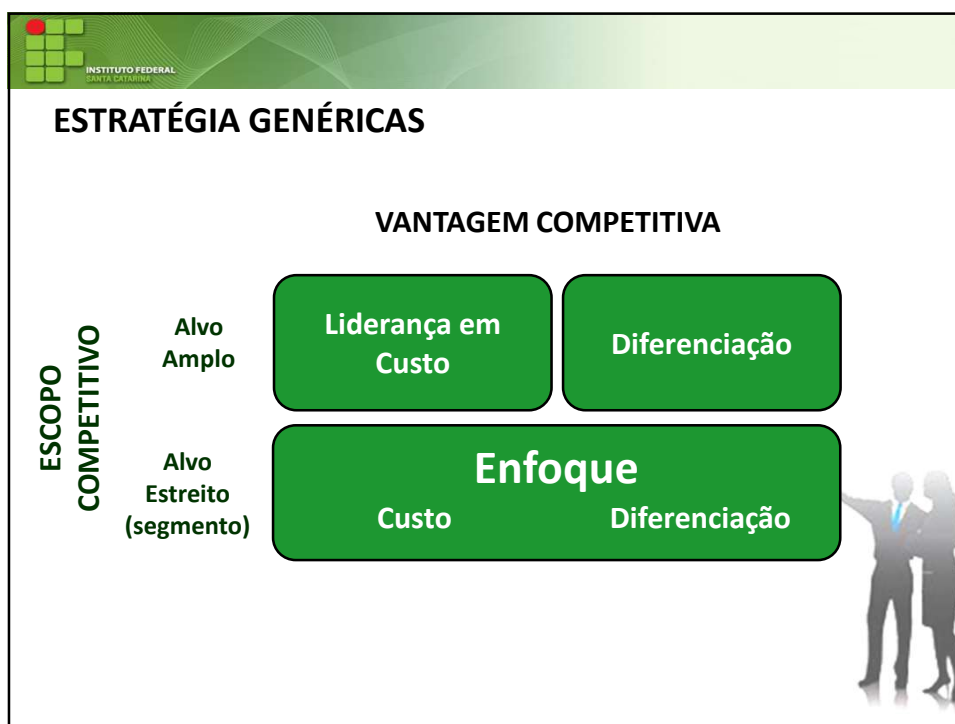 INSTITUTO FEDERAL
SANTA CATARINA
ESTRATÉGIA GENÉRICAS
VANTAGEM COMPETITIVA
ESCOPO
COMPETITIVO
Alvo
Amplo
Liderança em
Custo
Diferenciação
Alvo
Estreito
(segmento)
Enfoque
Custo Diferenciação